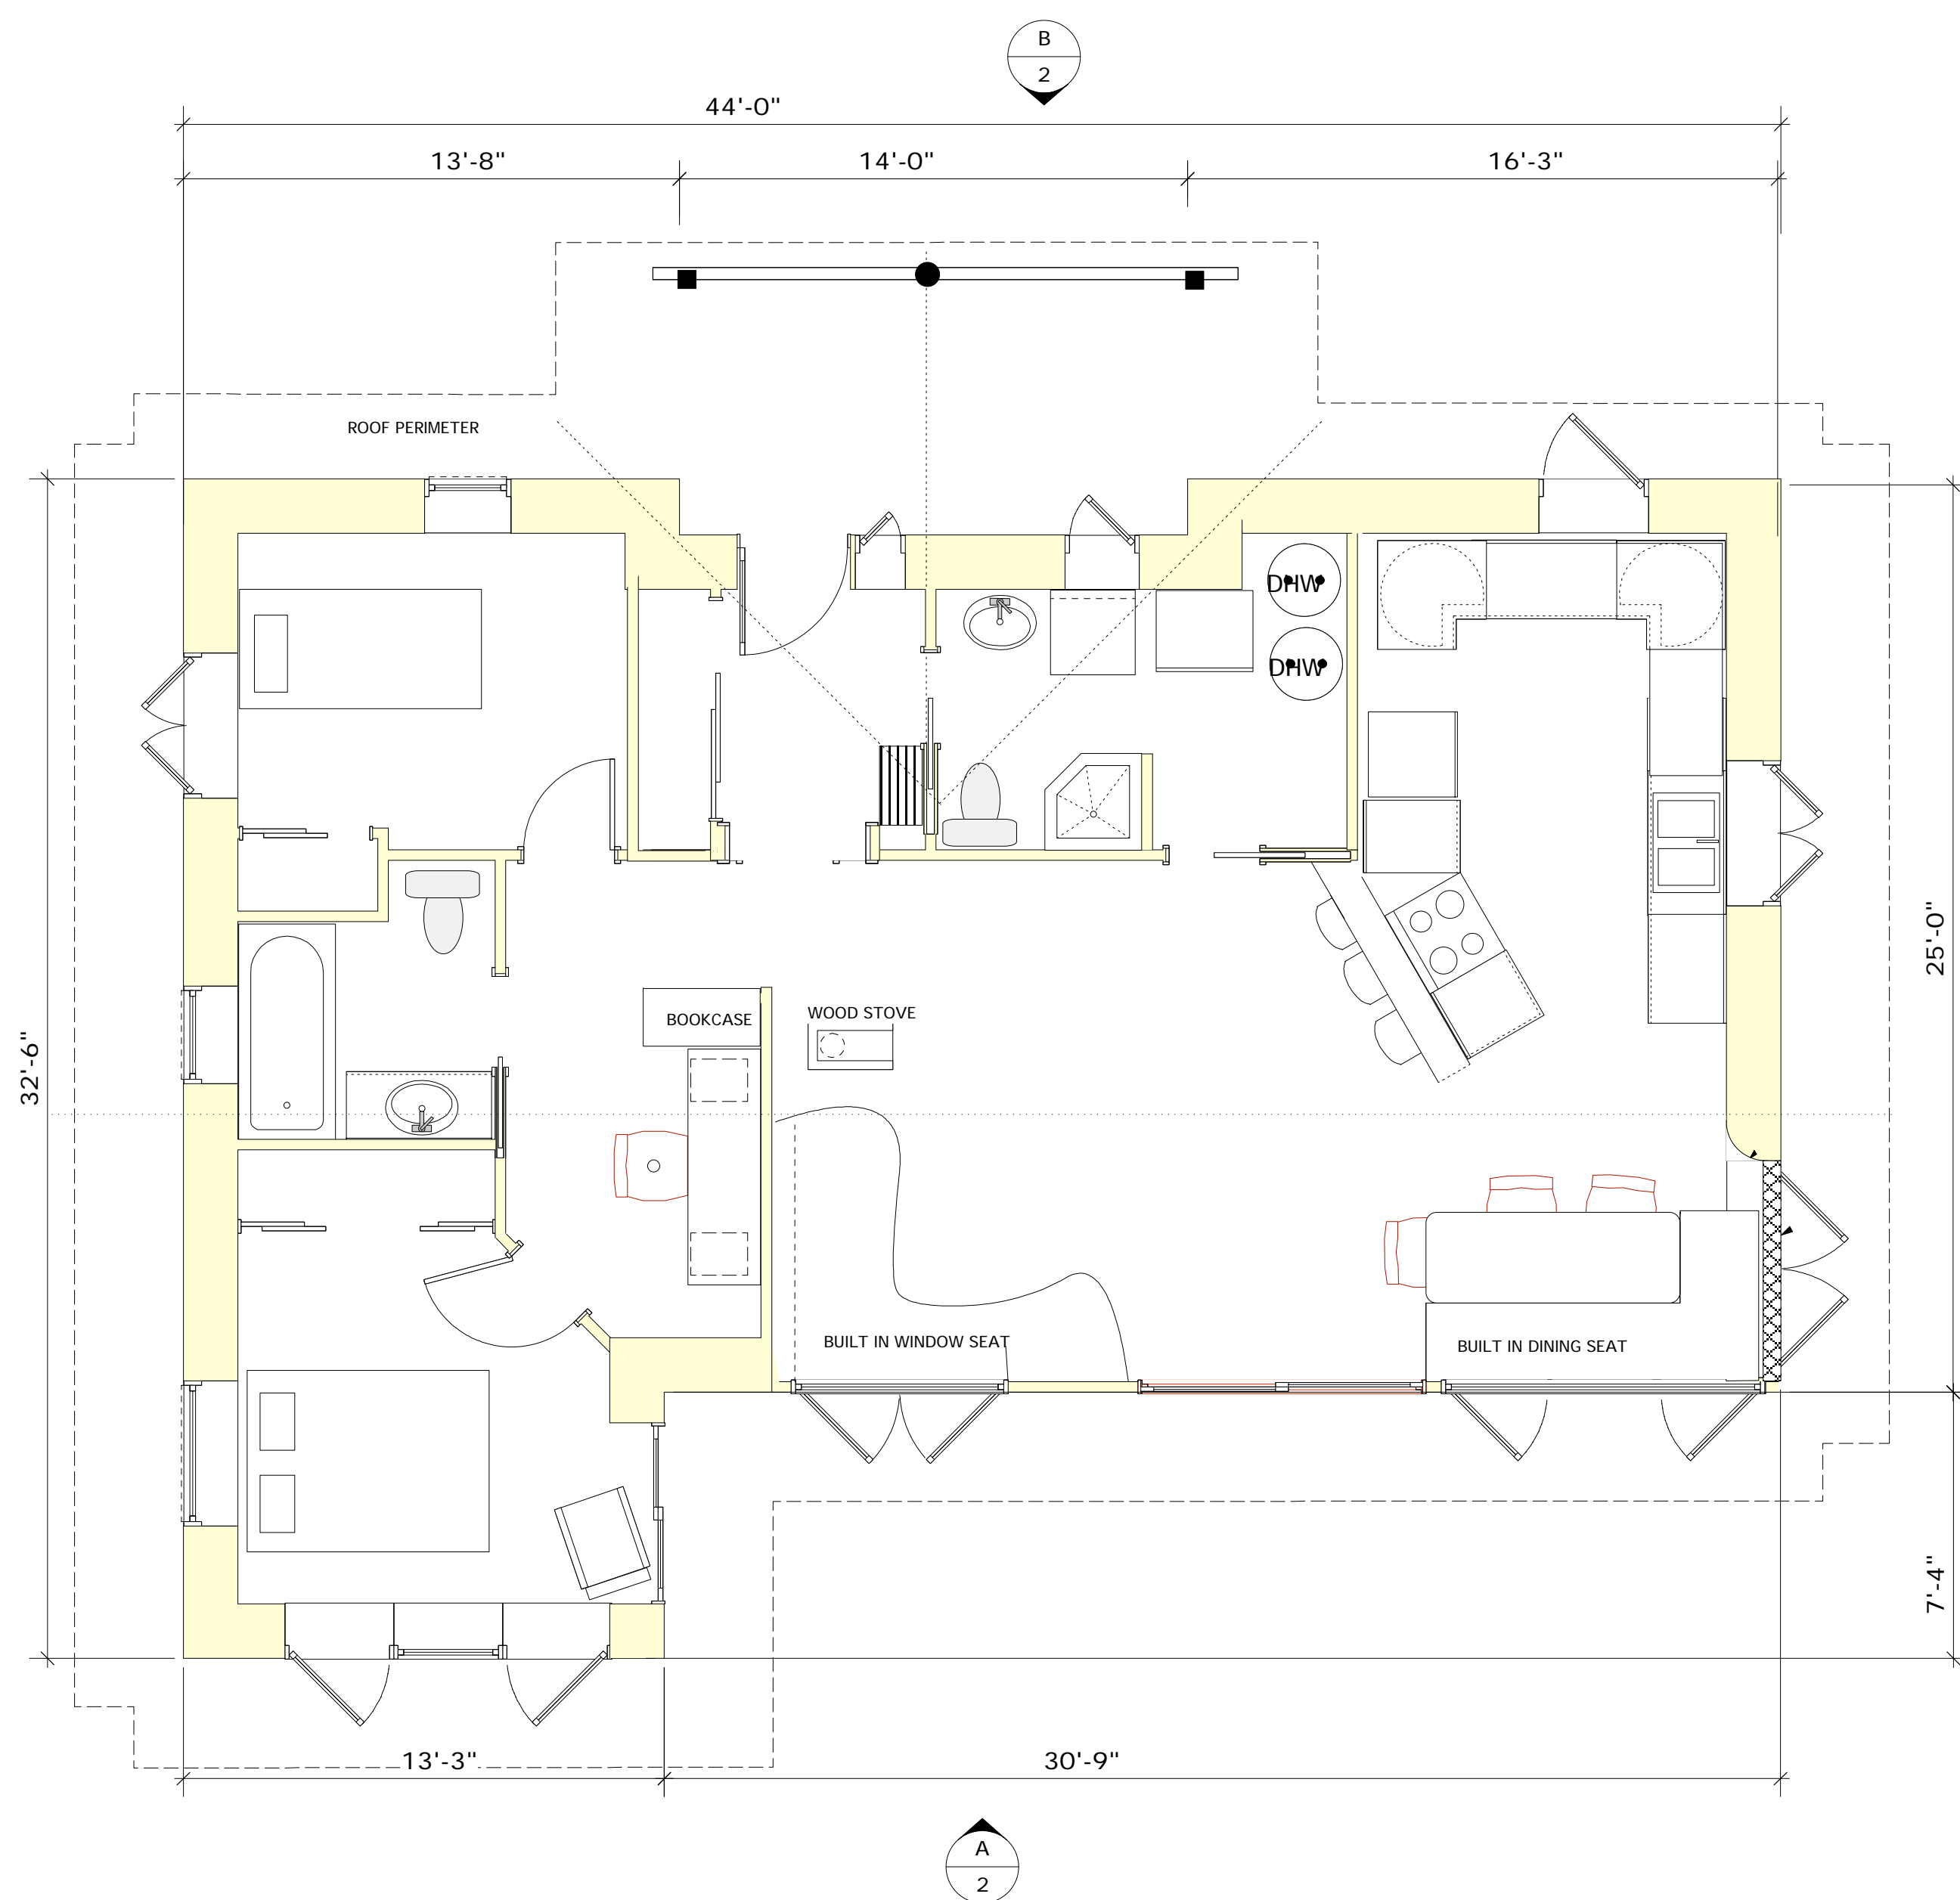 B
2
44'-0"
13'-8"
14'-0"
16'-3"
ROOF PERIMETER
DHW
DHW
25'-0"
BOOKCASE
WOOD STOVE
32'-6"
BUILT IN WINDOW SEAT
BUILT IN DINING SEAT
7'-4"
13'-3"
30'-9"
A
2